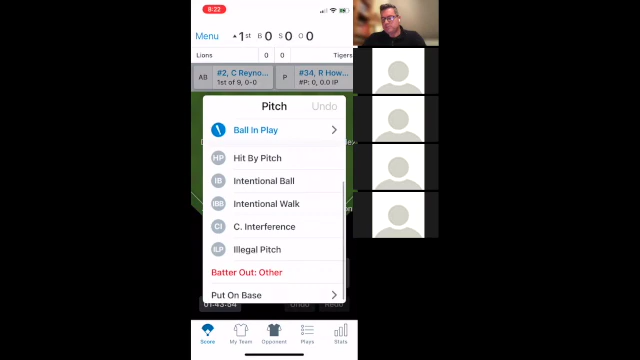 8:22
Menu ▲ 1st B 0 S 0 O 0
Lions 0 0 Tigers
AB #2, C Reyno... P #34, R How...
1st of 9, 0-0 #P: 0, 0.0 IP
Pitch Undo
Ball In Play
HP Hit By Pitch
IB Intentional Ball
IBB Intentional Walk
CI C. Interference
ILP Illegal Pitch
Batter Out: Other
Put On Base
01:43:54 Undo Redo
Score My Team Opponent Plays Stats